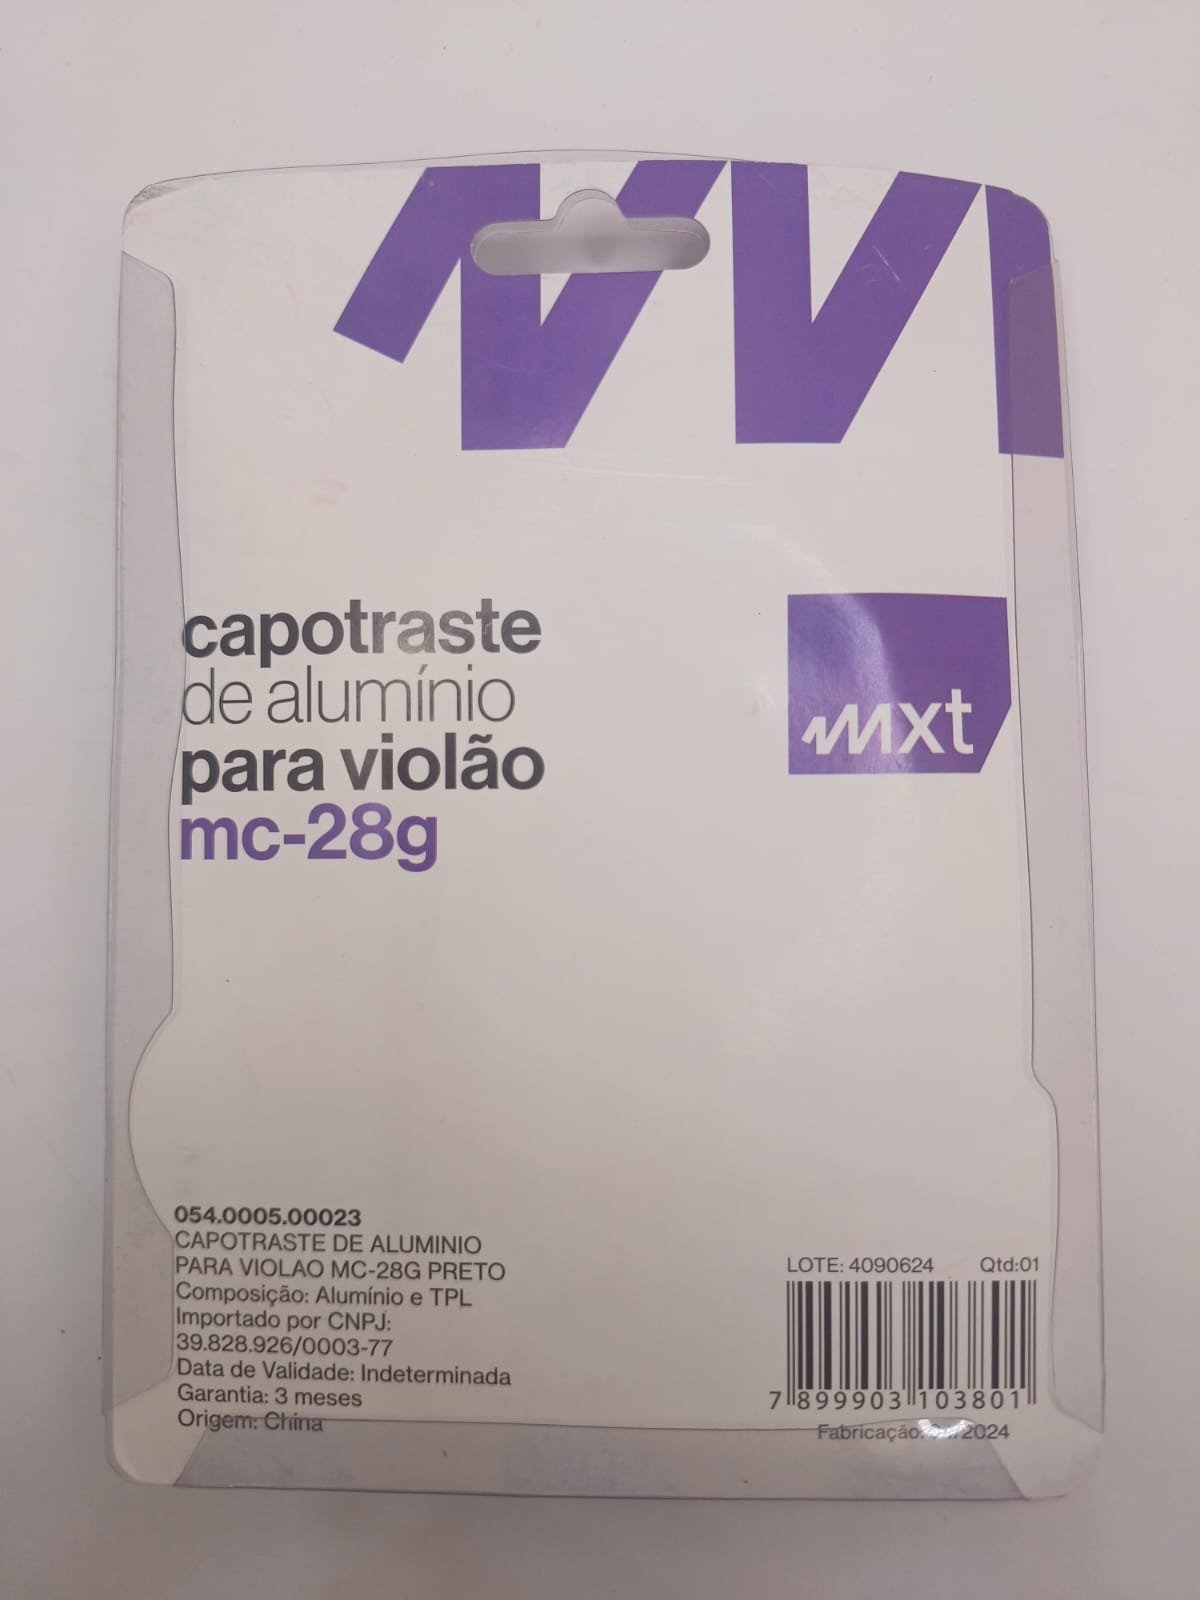 capotraste
de alumínio
para violão
mc-28g
mxt
054.0005.00023
CAPOTRASTE DE ALUMINIO
PARA VIOLAO MC-28G PRETO
Composição: Alumínio e TPL
Importado por CNPJ:
39.828.926/0003-77
Data de Validade: Indeterminada
Garantia: 3 meses
Origem: China
LOTE: 4090624 Qtd:01
7 899903 103801
Fabricação: /2024